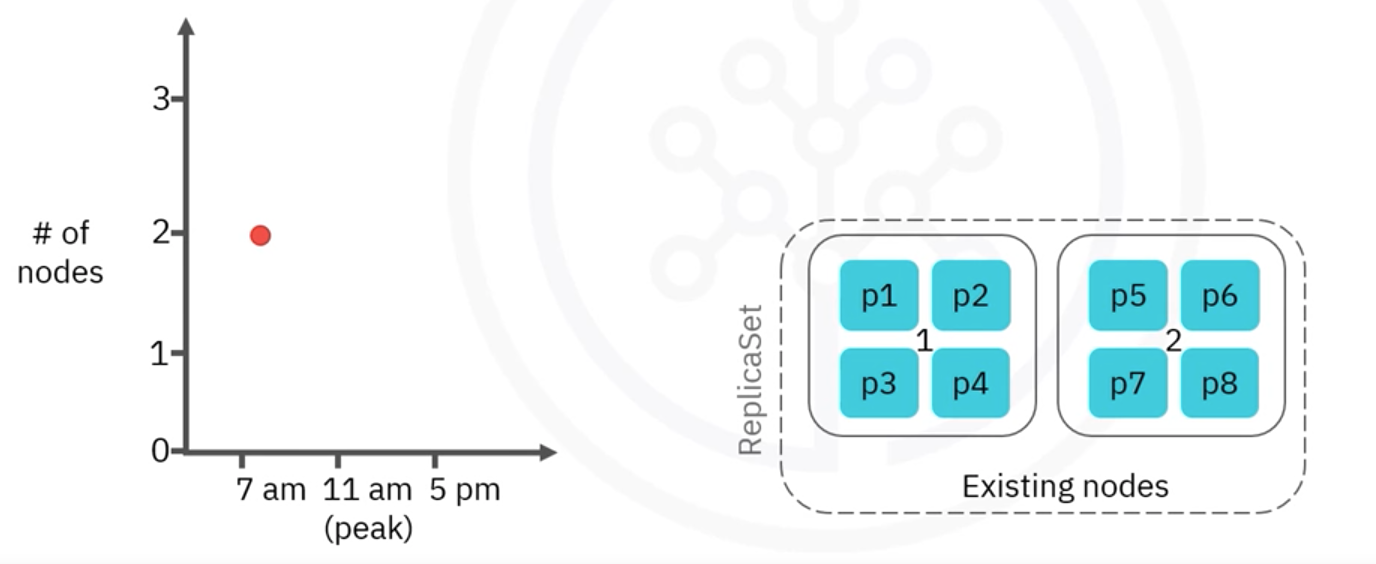 3
2
1
0
# of
nodes
7 am 11 am 5 pm
(peak)
ReplicaSet
p1 p2
1
p3 p4
p5 p6
2
p7 p8
Existing nodes